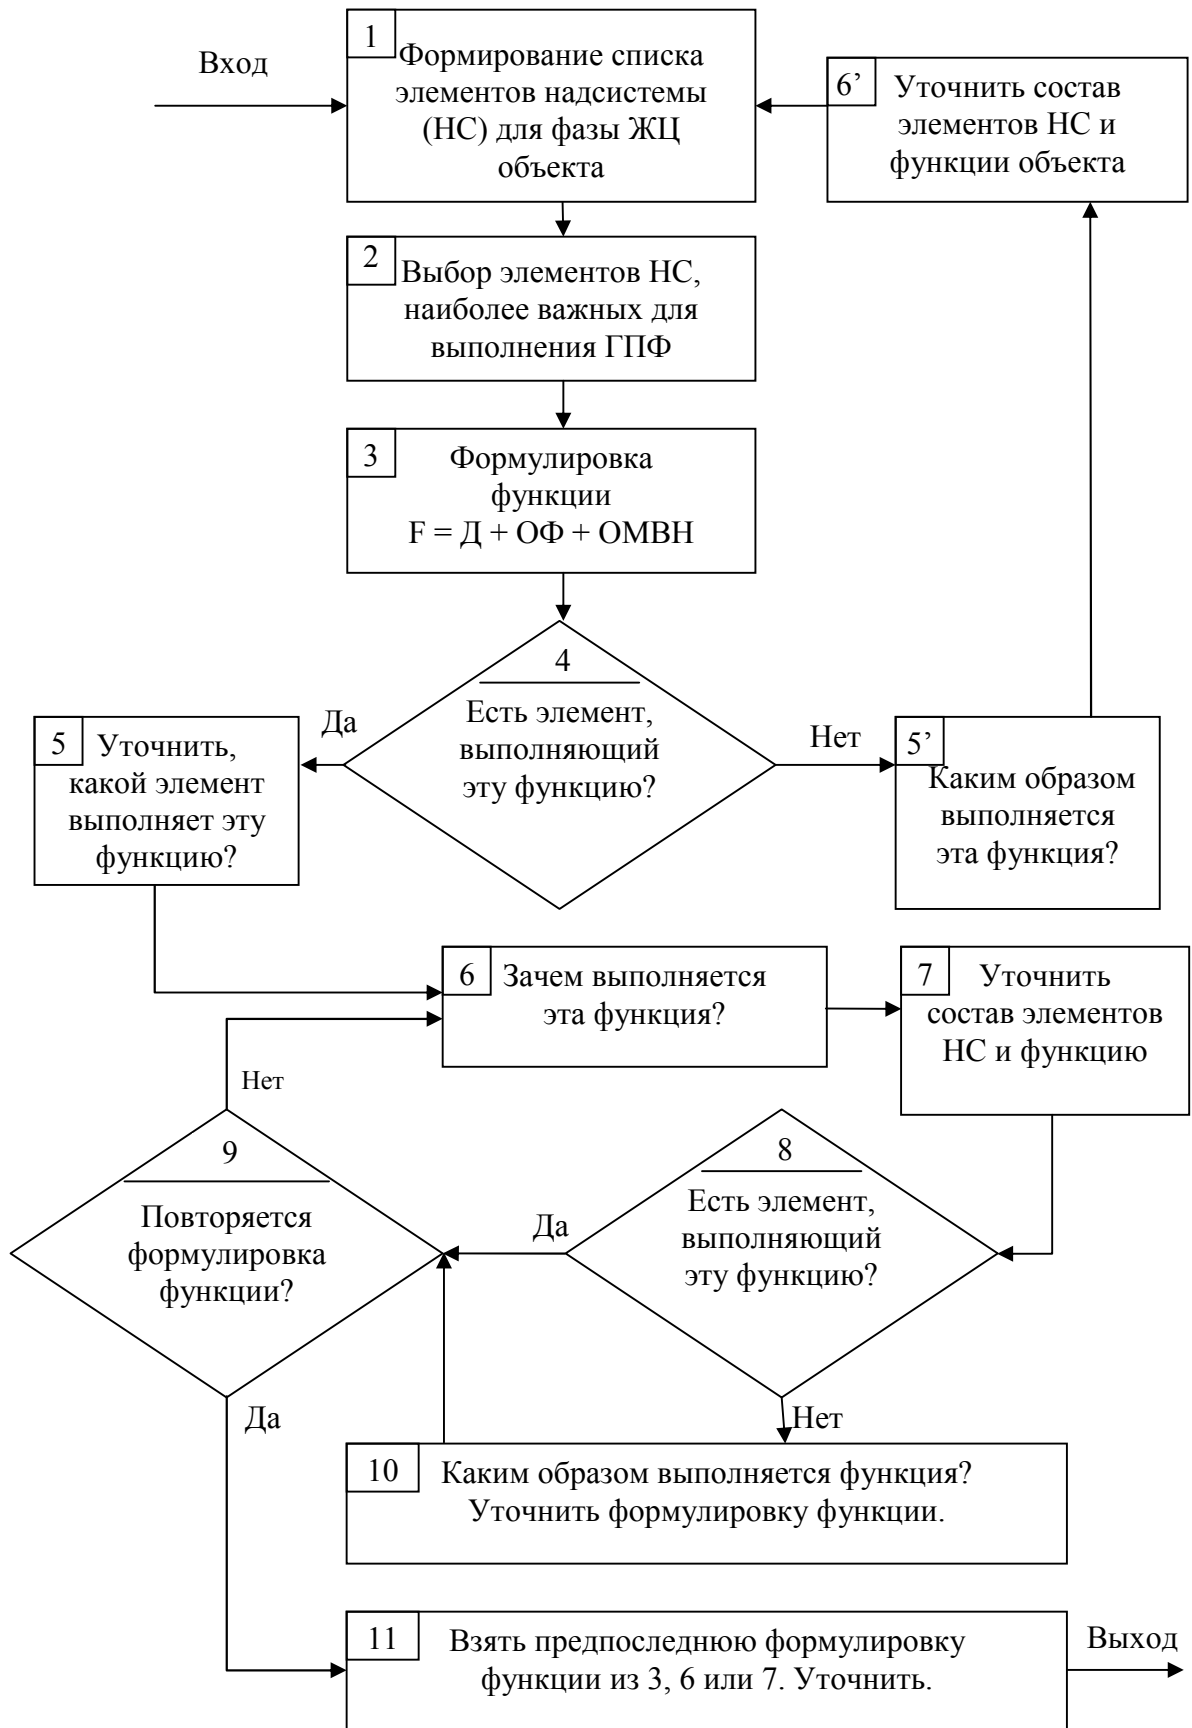 Вход
1
Формирование списка
элементов надсистемы
(НС) для фазы ЖЦ
объекта
6’
Уточнить состав
элементов НС и
функции объекта
2
Выбор элементов НС,
наиболее важных для
выполнения ГПФ
3
Формулировка
функции
F = Д + ОФ + ОМВН
4
Есть элемент,
выполняющий
эту функцию?
Да
Нет
5
Уточнить,
какой элемент
выполняет эту
функцию?
5’
Каким образом
выполняется
эта функция?
6
Зачем выполняется
эта функция?
7
Уточнить
состав элементов
НС и функцию
Нет
9
Повторяется
формулировка
функции?
Да
8
Есть элемент,
выполняющий
эту функцию?
Да
Нет
10
Каким образом выполняется функция?
Уточнить формулировку функции.
11
Взять предпоследнюю формулировку
функции из 3, 6 или 7. Уточнить.
Выход